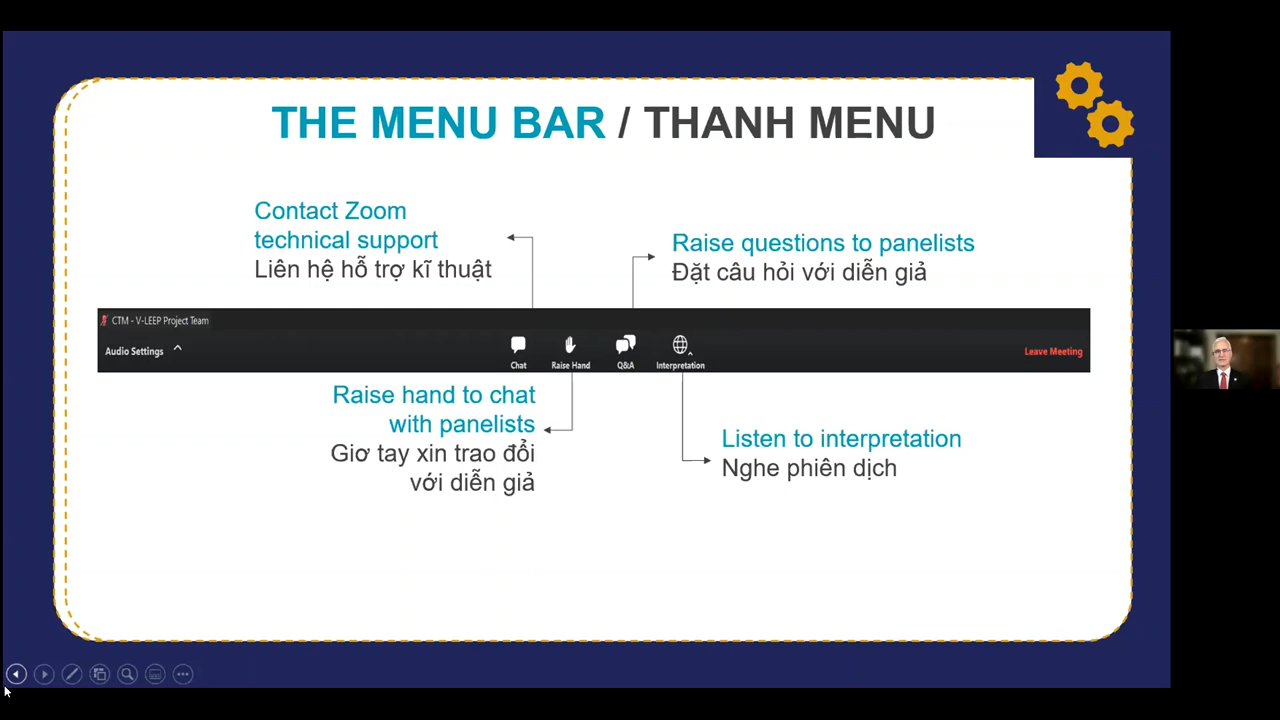 THE MENU BAR / THANH MENU
Contact Zoom
technical support
Liên hệ hỗ trợ kĩ thuật
Raise questions to panelists
Đặt câu hỏi với diễn giả
CTM - V-LEEP Project Team
Audio Settings
Chat
Raise Hand
Q&A
Interpretation
Leave Meeting
Raise hand to chat
with panelists
Giơ tay xin trao đổi
với diễn giả
Listen to interpretation
Nghe phiên dịch